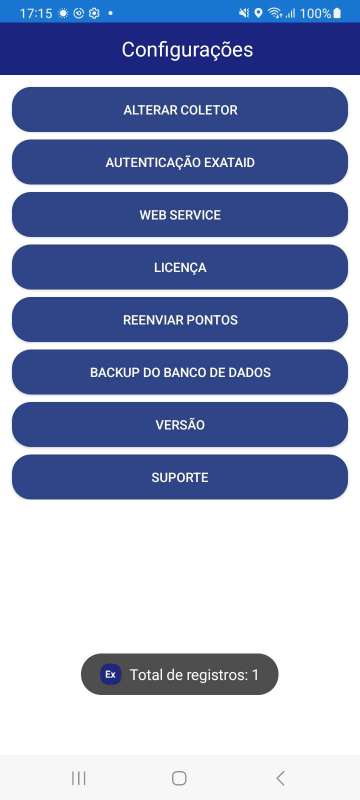 17:15 100%
Configurações
ALTERAR COLETOR
AUTENTICAÇÃO EXATAID
WEB SERVICE
LICENÇA
REENVIAR PONTOS
BACKUP DO BANCO DE DADOS
VERSÃO
SUPORTE
Ex Total de registros: 1